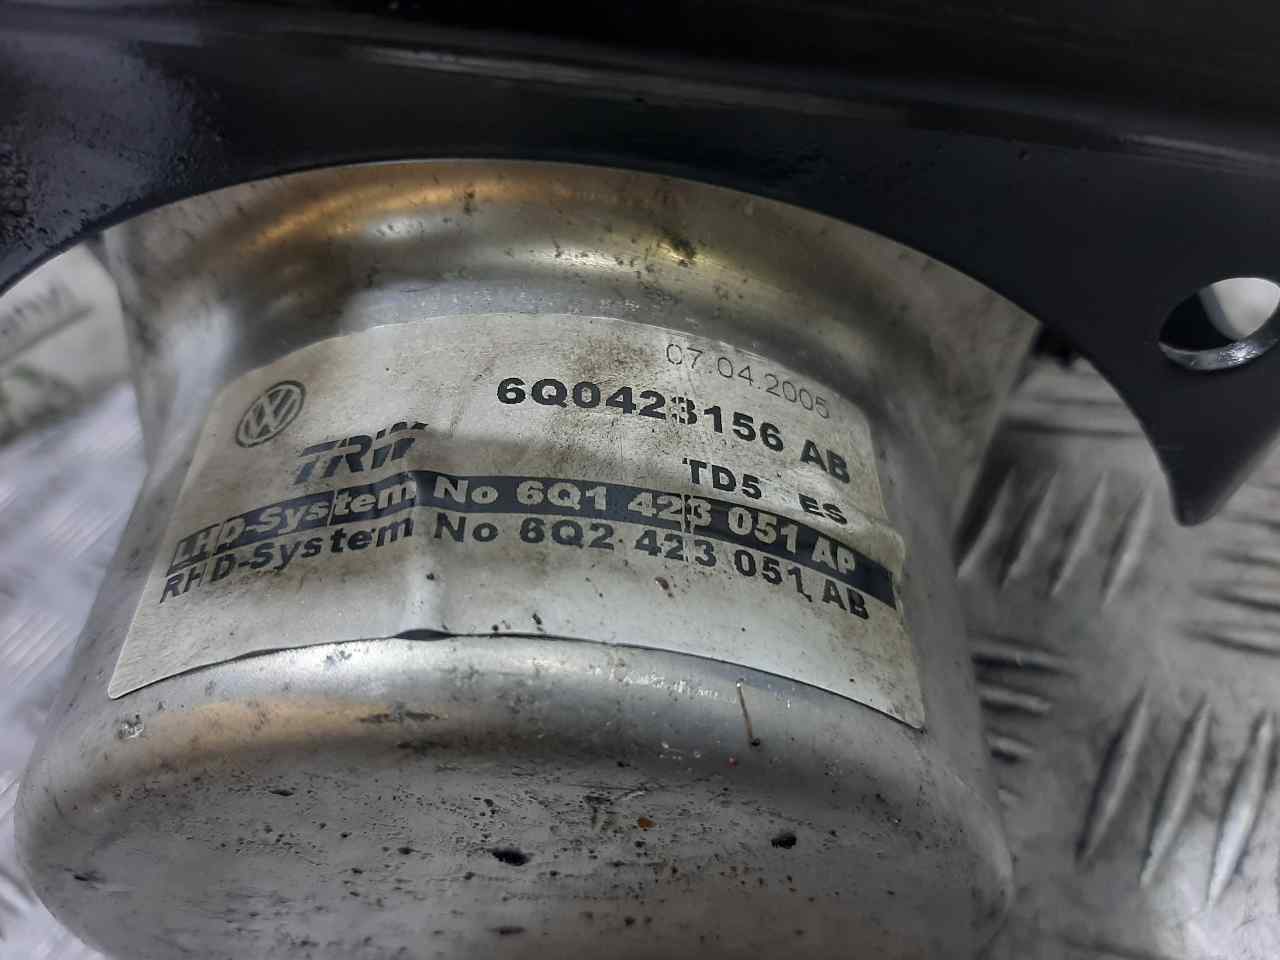 07.04.2005
6Q0423156 AB
TRW
TD5 ES
LHD-System No 6Q1 423 051 AP
RHD-System No 6Q2 423 051 AB